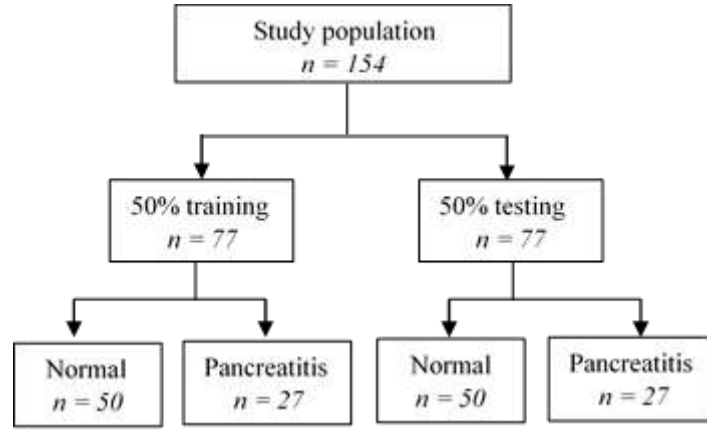 Study population
n = 154
50% training
n = 77
50% testing
n = 77
Normal
n = 50
Pancreatitis
n = 27
Normal
n = 50
Pancreatitis
n = 27